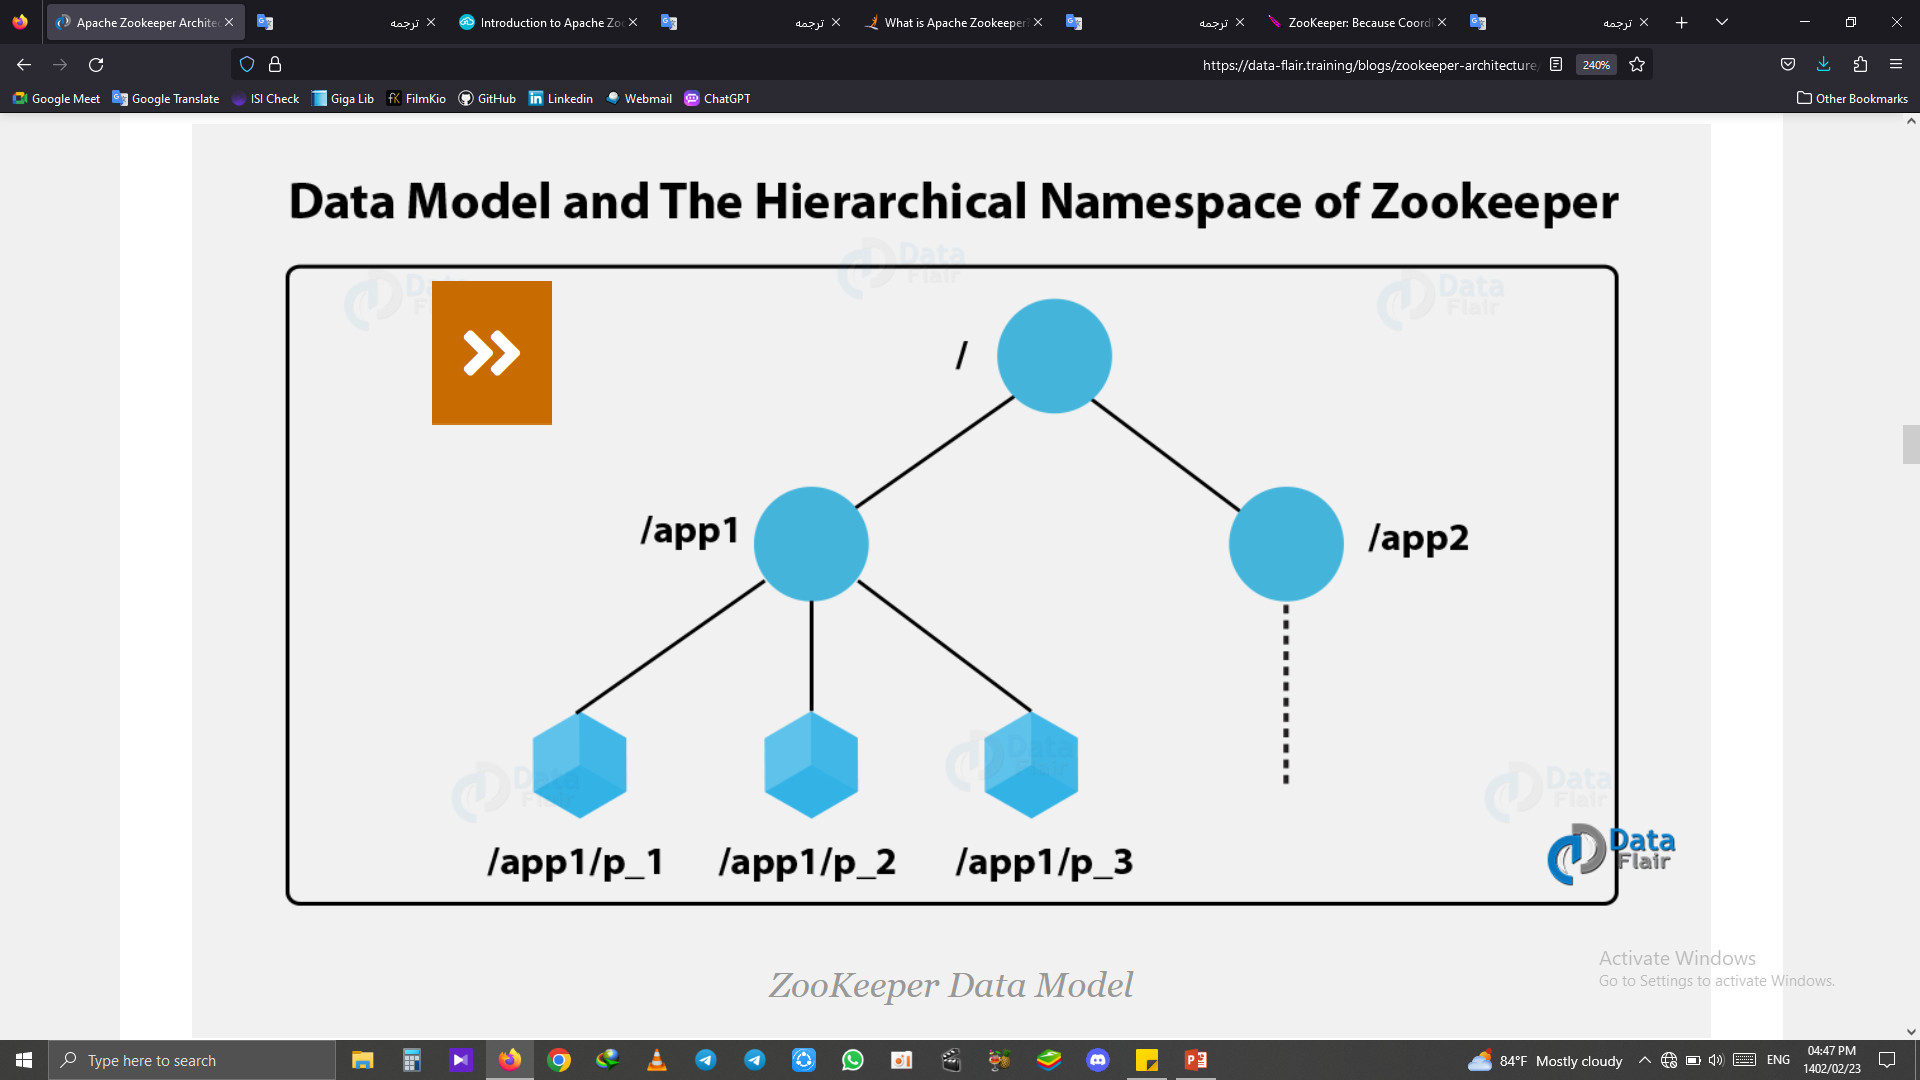 Apache Zookeeper Architec
ترجمه
Introduction to Apache Zoo
ترجمه
What is Apache Zookeeper?
ترجمه
ZooKeeper: Because Coordi
ترجمه
https://data-flair.training/blogs/zookeeper-architecture/
240%
Google Meet
Google Translate
ISI Check
Giga Lib
FilmKio
GitHub
Linkedin
Webmail
ChatGPT
Other Bookmarks
Data Model and The Hierarchical Namespace of Zookeeper
/
/app1
/app2
/app1/p_1
/app1/p_2
/app1/p_3
Data
Flair
ZooKeeper Data Model
Activate Windows
Go to Settings to activate Windows.
Type here to search
84°F Mostly cloudy
ENG
04:47 PM
1402/02/23